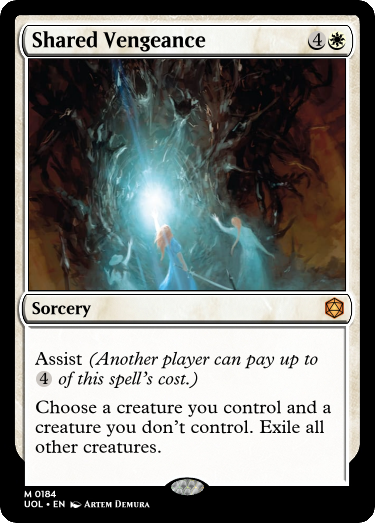 Shared Vengeance 4
Sorcery
Assist (Another player can pay up to
4 of this spell's cost.)
Choose a creature you control and a
creature you don't control. Exile all
other creatures.
M 0184
UOL • EN Artem Demura